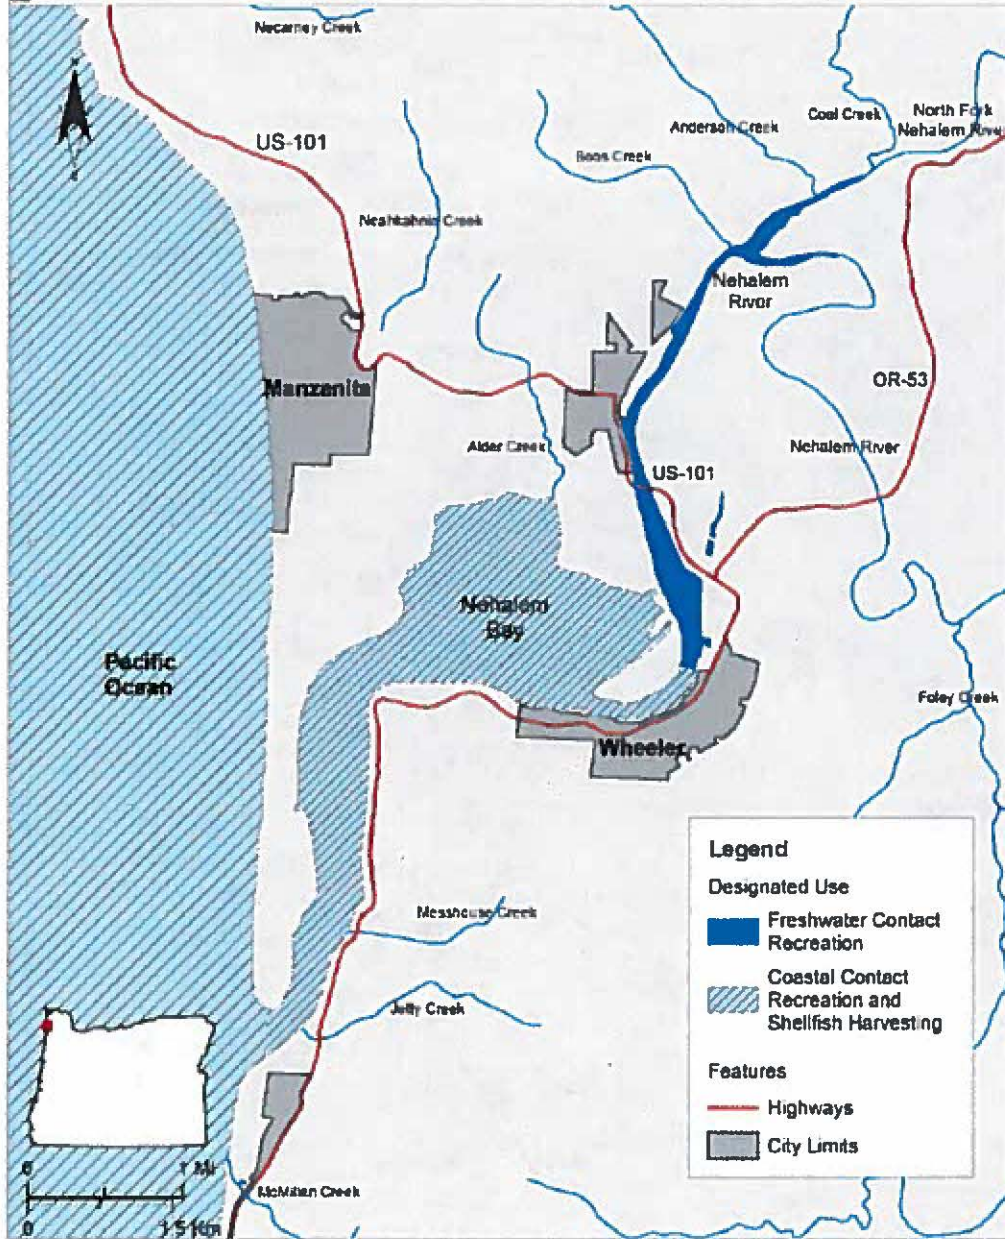 Necarney Creek
N
US-101
Anderson Creek
Coal Creek
North Fork
Nehalem River
Boos Creek
Neahkahnie Creek
Nehalem
River
Manzanita
OR-53
Alder Creek
Nehalem River
US-101
Nehalem
Bay
Pacific
Ocean
Foley Creek
Wheeler
Messhouse Creek
Jetty Creek
McMillan Creek
0 1 Mi
0 1.5 Km
Legend
Designated Use
Freshwater Contact
Recreation
Coastal Contact
Recreation and
Shellfish Harvesting
Features
Highways
City Limits